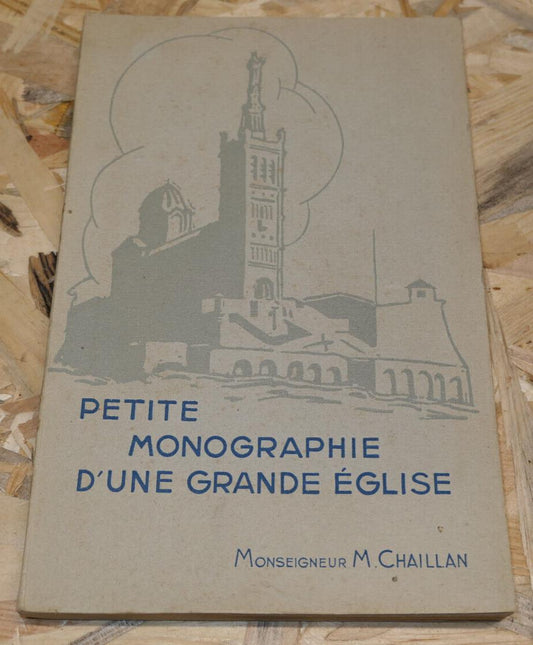 PETITE
MONOGRAPHIE
D'UNE GRANDE ÉGLISE
MONSEIGNEUR M. CHAILLAN